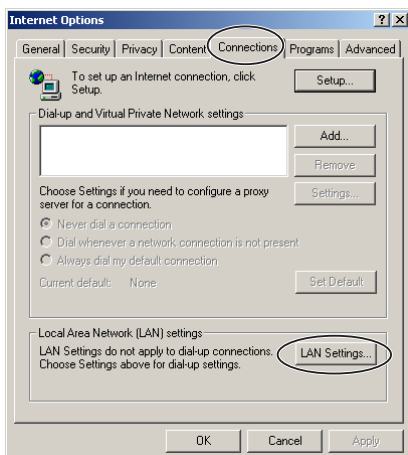 Internet Options
? X
General Security Privacy Content Connections Programs Advanced
To set up an Internet connection, click
Setup.
Setup...
Dial-up and Virtual Private Network settings
Add...
Remove
Choose Settings if you need to configure a proxy
server for a connection.
Settings...
Never dial a connection
Dial whenever a network connection is not present
Always dial my default connection
Current default: None
Set Default
Local Area Network (LAN) settings
LAN Settings do not apply to dial-up connections.
Choose Settings above for dial-up settings.
LAN Settings...
OK Cancel Apply